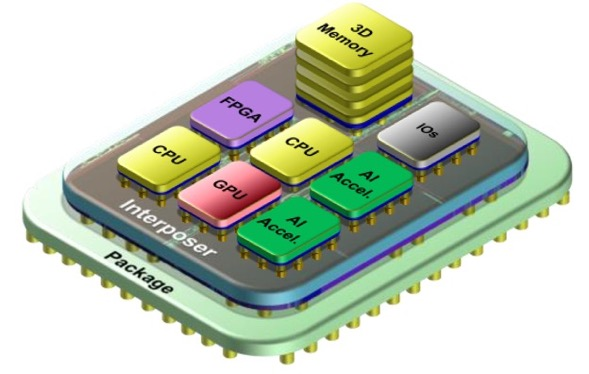 3D
Memory
FPGA
IOs
CPU
CPU
GPU
AI
Accel.
AI
Accel.
Interposer
Package